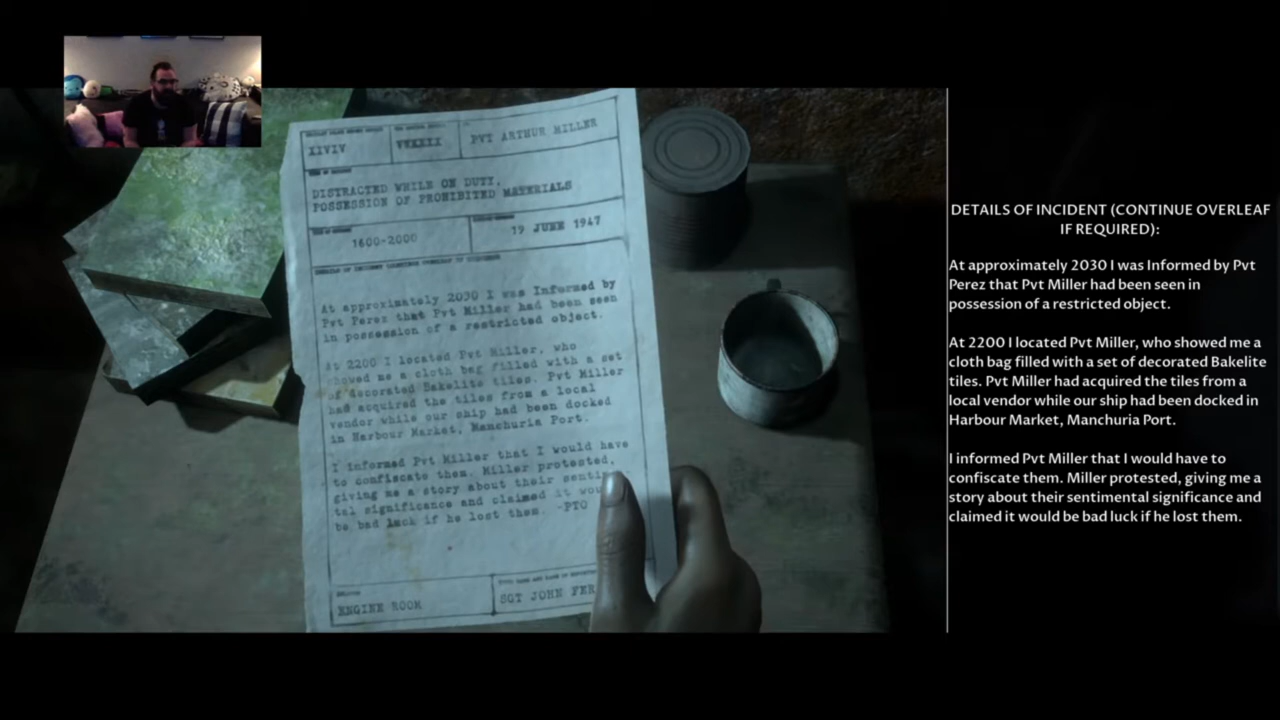 XIVIV
PVT ARTHUR MILLER
DISTRACTED WHILE ON DUTY,
POSSESSION OF PROHIBITED MATERIALS
1600-2000
19 JUNE 1947
DETAILS OF INCIDENT (CONTINUE OVERLEAF IF REQUIRED)
At approximately 2030 I was Informed by
Pvt Perez that Pvt Miller had been seen
in possession of a restricted object.
At 2200 I located Pvt Miller, who
showed me a cloth bag filled with a set
of decorated Bakelite tiles. Pvt Miller
had acquired the tiles from a local
vendor while our ship had been docked
in Harbour Market, Manchuria Port.
I informed Pvt Miller that I would have
to confiscate them. Miller protested,
giving me a story about their senti
tal significance and claimed it wou
be bad luck if he lost them. -PTO
ENGINE ROOM
SGT JOHN FER
DETAILS OF INCIDENT (CONTINUE OVERLEAF
IF REQUIRED):
At approximately 2030 I was Informed by Pvt
Perez that Pvt Miller had been seen in
possession of a restricted object.
At 2200 I located Pvt Miller, who showed me a
cloth bag filled with a set of decorated Bakelite
tiles. Pvt Miller had acquired the tiles from a
local vendor while our ship had been docked in
Harbour Market, Manchuria Port.
I informed Pvt Miller that I would have to
confiscate them. Miller protested, giving me a
story about their sentimental significance and
claimed it would be bad luck if he lost them.